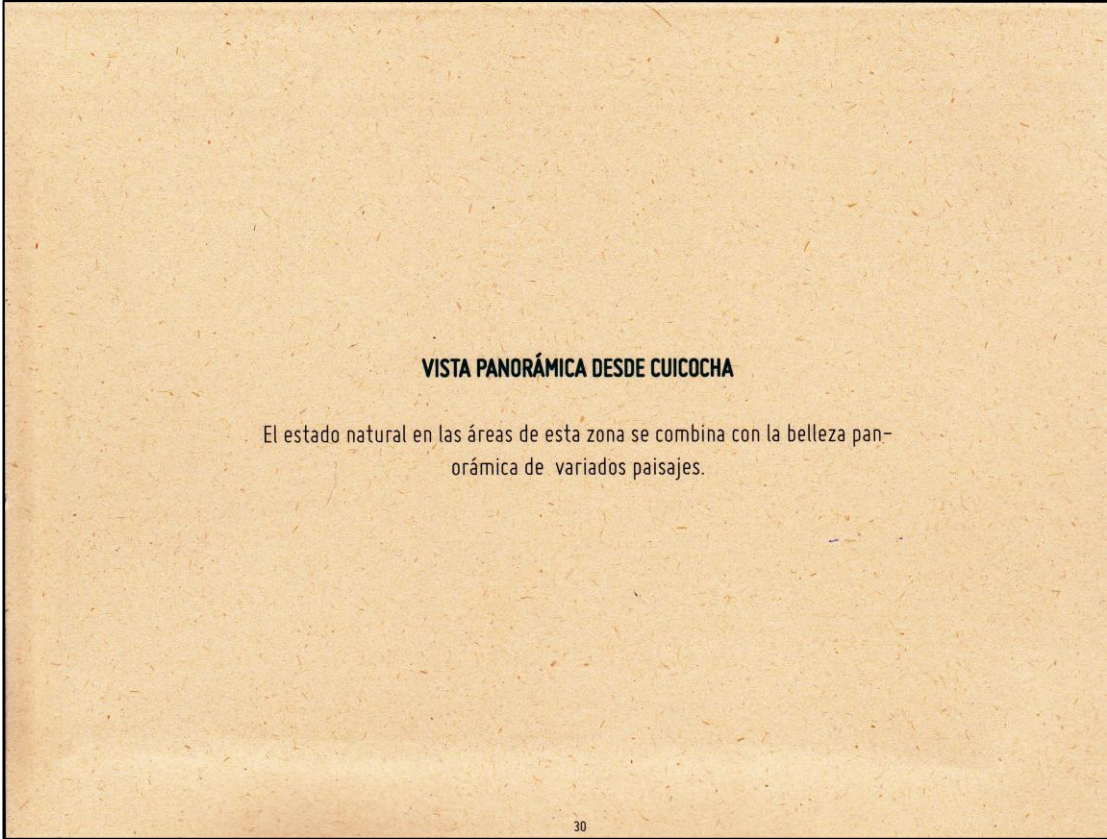 VISTA PANORÁMICA DESDE CUICOCHA
El estado natural en las áreas de esta zona se combina con la belleza pan-
orámica de  variados paisajes.
30